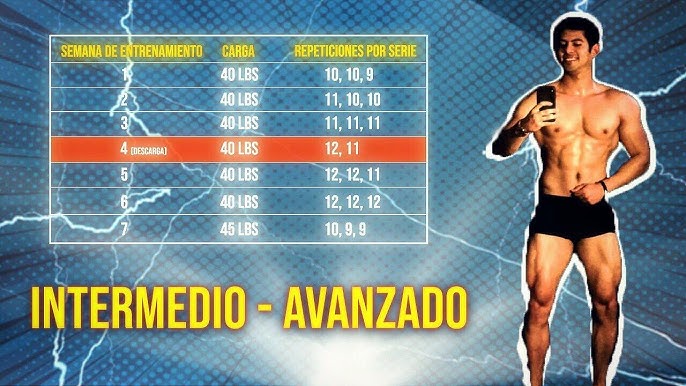 SEMANA DE ENTRENAMIENTO CARGA REPETICIONES POR SERIE
1 40 LBS 10, 10, 9
2 40 LBS 11, 10, 10
3 40 LBS 11, 11, 11
4 (DESCARGA) 40 LBS 12, 11
5 40 LBS 12, 12, 11
6 40 LBS 12, 12, 12
7 45 LBS 10, 9, 9
INTERMEDIO - AVANZADO